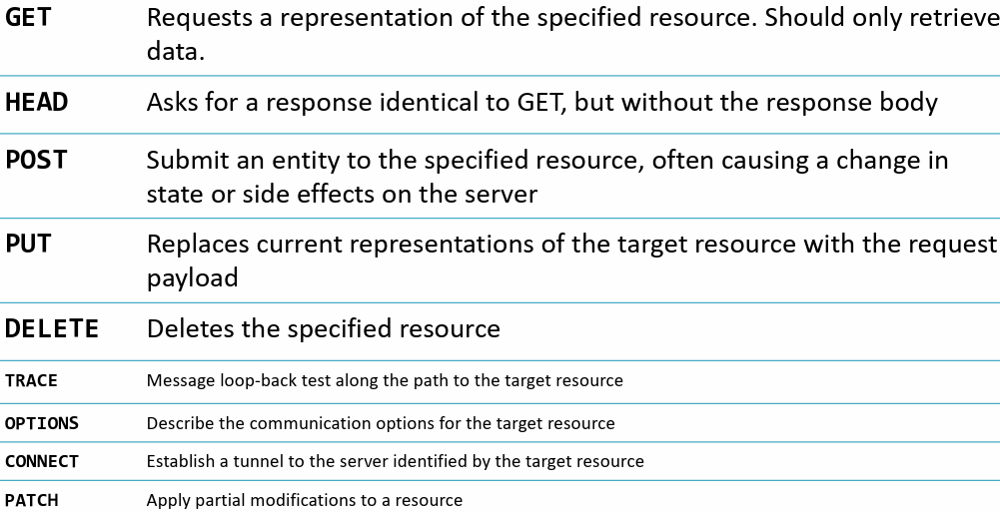 GET Requests a representation of the specified resource. Should only retrieve
data.
HEAD Asks for a response identical to GET, but without the response body
POST Submit an entity to the specified resource, often causing a change in
state or side effects on the server
PUT Replaces current representations of the target resource with the request
payload
DELETE Deletes the specified resource
TRACE Message loop-back test along the path to the target resource
OPTIONS Describe the communication options for the target resource
CONNECT Establish a tunnel to the server identified by the target resource
PATCH Apply partial modifications to a resource